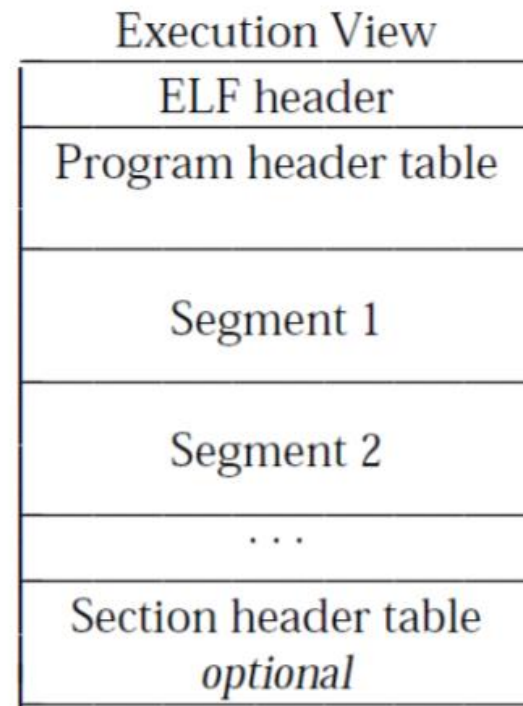 Execution View
ELF header
Program header table
Segment 1
Segment 2
. . .
Section header table
optional